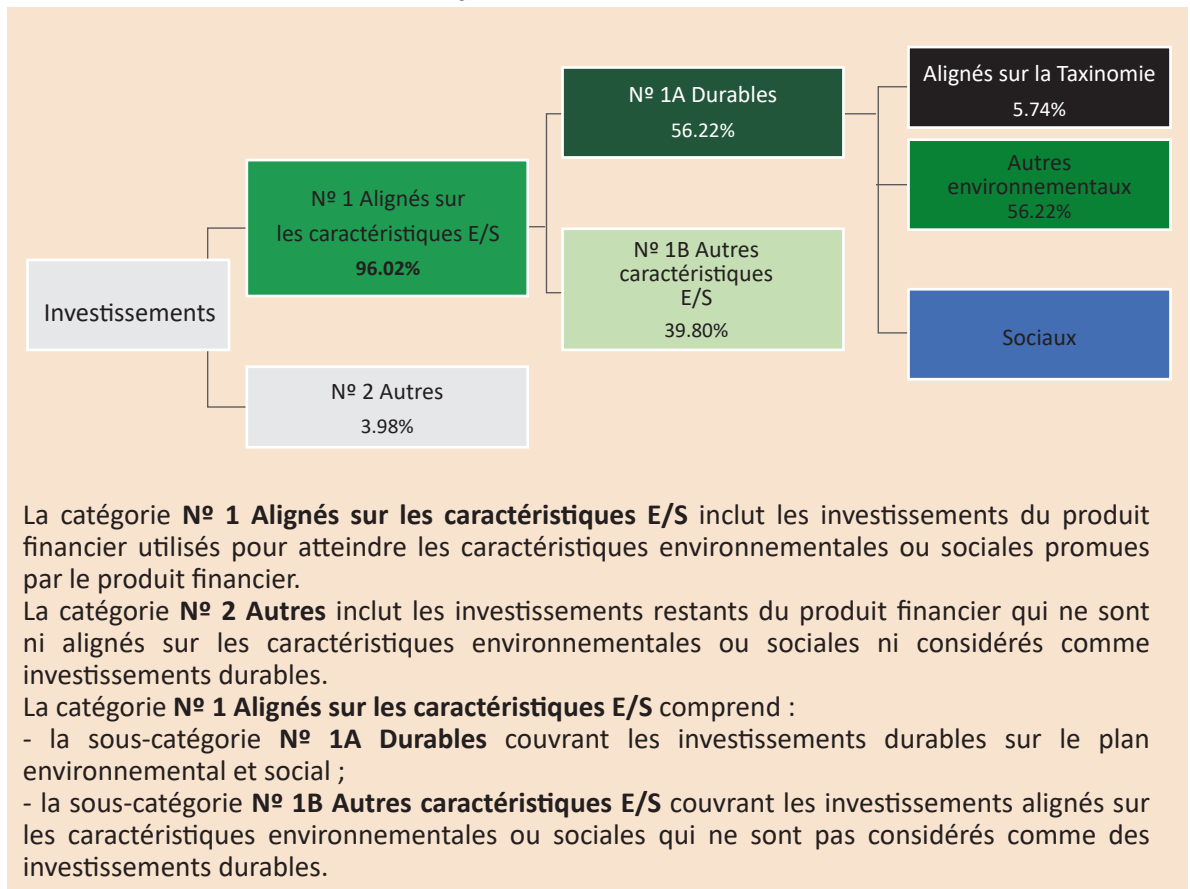 Alignés sur la Taxinomie
5.74%
Nº 1A Durables
56.22%
Autres
environnementaux
56.22%
Nº 1 Alignés sur
les caractéristiques E/S
96.02%
Nº 1B Autres
caractéristiques
E/S
39.80%
Investissements
Sociaux
Nº 2 Autres
3.98%
La catégorie Nº 1 Alignés sur les caractéristiques E/S inclut les investissements du produit
financier utilisés pour atteindre les caractéristiques environnementales ou sociales promues
par le produit financier.
La catégorie Nº 2 Autres inclut les investissements restants du produit financier qui ne sont
ni alignés sur les caractéristiques environnementales ou sociales ni considérés comme
investissements durables.
La catégorie Nº 1 Alignés sur les caractéristiques E/S comprend :
- la sous-catégorie Nº 1A Durables couvrant les investissements durables sur le plan
environnemental et social ;
- la sous-catégorie Nº 1B Autres caractéristiques E/S couvrant les investissements alignés sur
les caractéristiques environnementales ou sociales qui ne sont pas considérés comme des
investissements durables.